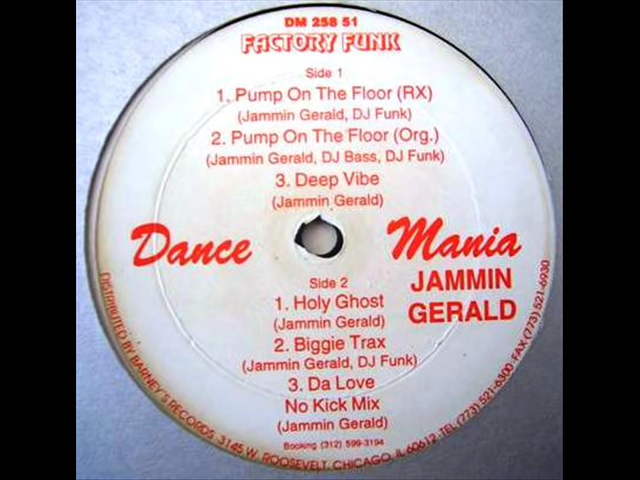 DM 258 51
FACTORY FUNK
Side 1
1. Pump On The Floor (RX)
(Jammin Gerald, DJ Funk)
2. Pump On The Floor (Org.)
(Jammin Gerald, DJ Bass, DJ Funk)
3. Deep Vibe
(Jammin Gerald)
Dance Mania
JAMMIN
GERALD
Side 2
1. Holy Ghost
(Jammin Gerald)
2. Biggie Trax
(Jammin Gerald, DJ Funk)
3. Da Love
No Kick Mix
(Jammin Gerald)
Booking (312) 599-3194
DISTRIBUTED BY BARNEY'S RECORDS 3145 W. ROOSEVELT, CHICAGO, IL 60612 · TEL (773) 521-6300 · FAX (773) 521-6930